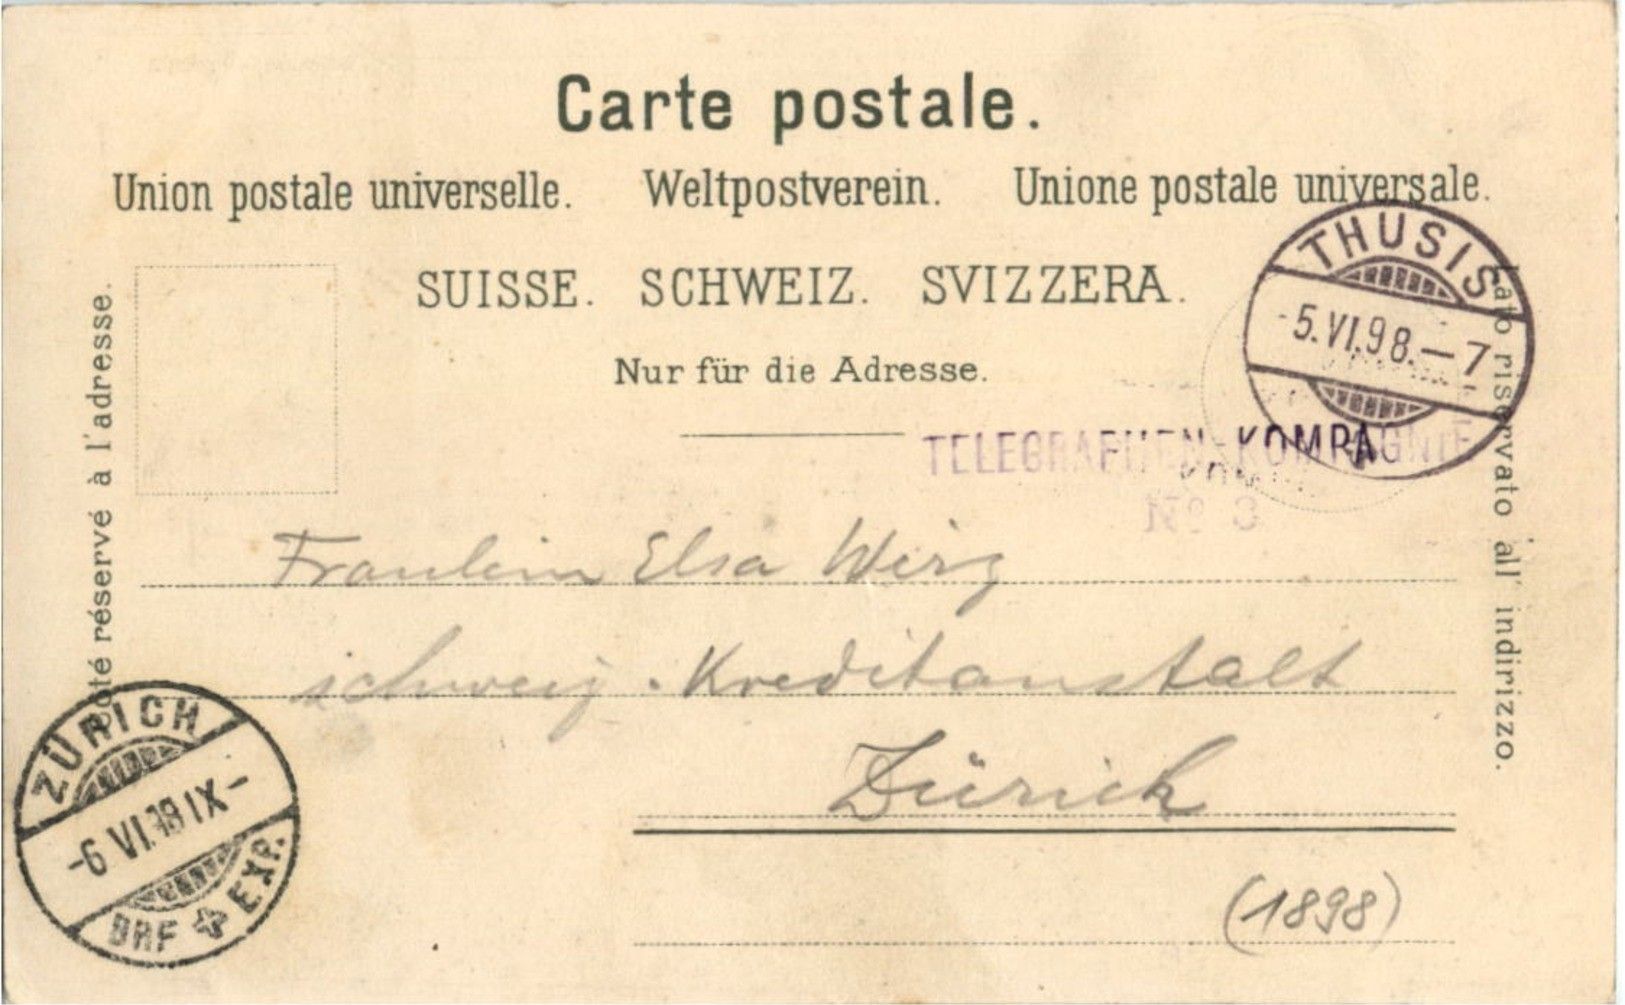 Carte postale.
Union postale universelle. Weltpostverein. Unione postale universale.
SUISSE. SCHWEIZ. SVIZZERA.
Nur für die Adresse.
Côté réservé à l'adresse.
Lato riservato all' indirizzo.
THUSIS
-5.VI.98.-7
TELEGRAPHEN-KOMPAGNIE
No 3
Fraulein Elsa Wirz
schweiz. Kreditanstalt
Zürich
(1898)
ZÜRICH
-6 VI.98 IX-
BRF EXP.